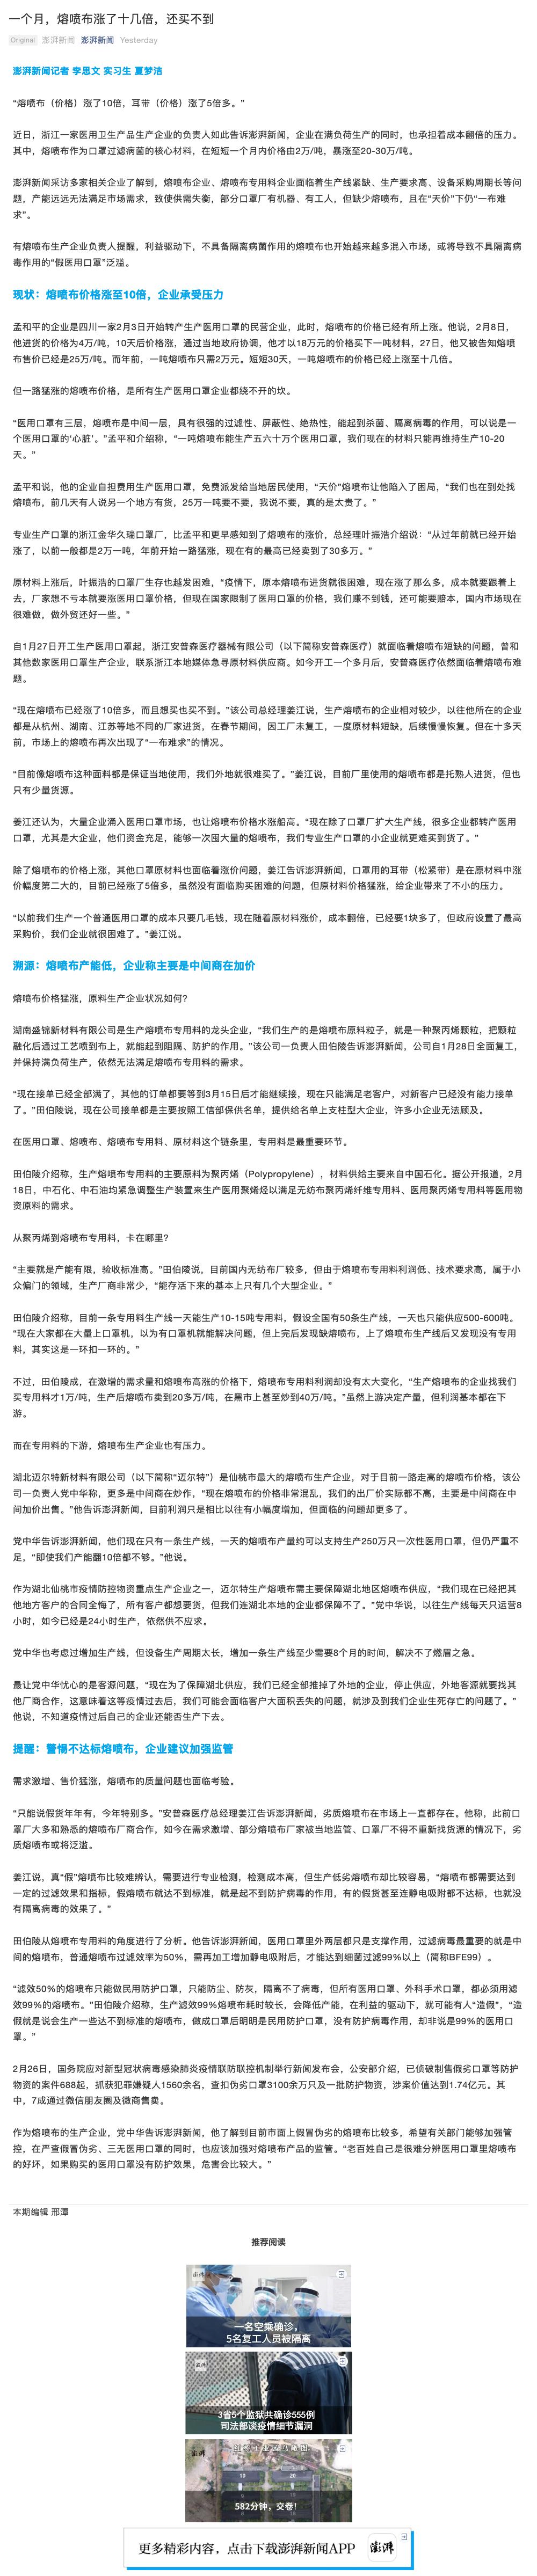 一个月，熔喷布涨了十几倍，还买不到
Original 澎湃新闻 澎湃新闻 Yesterday
澎湃新闻记者 李思文 实习生 夏梦洁
“熔喷布（价格）涨了10倍，耳带（价格）涨了5倍多。”
近日，浙江一家医用卫生产品生产企业的负责人如此告诉澎湃新闻，企业在满负荷生产的同时，也承担着成本翻倍的压力。
其中，熔喷布作为口罩过滤病菌的核心材料，在短短一个月内价格由2万/吨，暴涨至20-30万/吨。
澎湃新闻采访多家相关企业了解到，熔喷布企业、熔喷布专用料企业面临着生产线紧缺、生产要求高、设备采购周期长等问
题，产能远远无法满足市场需求，致使供需失衡，部分口罩厂有机器、有工人，但缺少熔喷布，且在“天价”下仍“一布难
求”。
有熔喷布生产企业负责人提醒，利益驱动下，不具备隔离病菌作用的熔喷布也开始越来越多混入市场，或将导致不具隔离病
毒作用的“假医用口罩”泛滥。
现状：熔喷布价格涨至10倍，企业承受压力
孟和平的企业是四川一家2月3日开始转产生产医用口罩的民营企业，此时，熔喷布的价格已经有所上涨。他说，2月8日，
他进货的价格为4万/吨，10天后价格涨，通过当地政府协调，他才以18万元的价格买下一吨材料，27日，他又被告知熔喷
布售价已经是25万/吨。而年前，一吨熔喷布只需2万元。短短30天，一吨熔喷布的价格已经上涨至十几倍。
但一路猛涨的熔喷布价格，是所有生产医用口罩企业都绕不开的坎。
“医用口罩有三层，熔喷布是中间一层，具有很强的过滤性、屏蔽性、绝热性，能起到杀菌、隔离病毒的作用，可以说是一
个医用口罩的‘心脏’。”孟平和介绍称，“一吨熔喷布能生产五六十万个医用口罩，我们现在的材料只能再维持生产10-20
天。”
孟平和说，他的企业自担费用生产医用口罩，免费派发给当地居民使用，“天价”熔喷布让他陷入了困局，“我们也在到处找
熔喷布，前几天有人说另一个地方有货，25万一吨要不要，我说不要，真的是太贵了。”
专业生产口罩的浙江金华久瑞口罩厂，比孟平和更早感知到了熔喷布的涨价，总经理叶振浩介绍说：“从过年前就已经开始
涨了，以前一般都是2万一吨，年前开始一路猛涨，现在有的最高已经卖到了30多万。”
原材料上涨后，叶振浩的口罩厂生存也越发困难，“疫情下，原本熔喷布进货就很困难，现在涨了那么多，成本就要跟着上
去，厂家想不亏本就要涨医用口罩价格，但现在国家限制了医用口罩的价格，我们赚不到钱，还可能要赔本，国内市场现在
很难做，做外贸还好一些。”
自1月27日开工生产医用口罩起，浙江安普森医疗器械有限公司（以下简称安普森医疗）就面临着熔喷布短缺的问题，曾和
其他数家医用口罩生产企业，联系浙江本地媒体急寻原材料供应商。如今开工一个多月后，安普森医疗依然面临着熔喷布难
题。
“现在熔喷布已经涨了10倍多，而且想买也买不到。”该公司总经理姜江说，生产熔喷布的企业相对较少，以往他所在的企业
都是从杭州、湖南、江苏等地不同的厂家进货，在春节期间，因工厂未复工，一度原材料短缺，后续慢慢恢复。但在十多天
前，市场上的熔喷布再次出现了“一布难求”的情况。
“目前像熔喷布这种面料都是保证当地使用，我们外地就很难买了。”姜江说，目前厂里使用的熔喷布都是托熟人进货，但也
只有少量货源。
姜江还认为，大量企业涌入医用口罩市场，也让熔喷布价格水涨船高。“现在除了口罩厂扩大生产线，很多企业都转产医用
口罩，尤其是大企业，他们资金充足，能够一次囤大量的熔喷布，我们专业生产口罩的小企业就更难买到货了。”
除了熔喷布的价格上涨，其他口罩原材料也面临着涨价问题，姜江告诉澎湃新闻，口罩用的耳带（松紧带）是在原材料中涨
价幅度第二大的，目前已经涨了5倍多，虽然没有面临购买困难的问题，但原材料价格猛涨，给企业带来了不小的压力。
“以前我们生产一个普通医用口罩的成本只要几毛钱，现在随着原材料涨价，成本翻倍，已经要1块多了，但政府设置了最高
采购价，我们企业就很困难了。”姜江说。
溯源：熔喷布产能低，企业称主要是中间商在加价
熔喷布价格猛涨，原料生产企业状况如何？
湖南盛锦新材料有限公司是生产熔喷布专用料的龙头企业，“我们生产的是熔喷布原料粒子，就是一种聚丙烯颗粒，把颗粒
融化后通过工艺喷到布上，就能起到阻隔、防护的作用。”该公司一负责人田伯陵告诉澎湃新闻，公司自1月28日全面复工，
并保持满负荷生产，依然无法满足熔喷布专用料的需求。
“现在接单已经全部满了，其他的订单都要等到3月15日后才能继续接，现在只能满足老客户，对新客户已经没有能力接单
了。”田伯陵说，现在公司接单都是主要按照工信部保供名单，提供给名单上支柱型大企业，许多小企业无法顾及。
在医用口罩、熔喷布、熔喷布专用料、原材料这个链条里，专用料是最重要环节。
田伯陵介绍称，生产熔喷布专用料的主要原料为聚丙烯（Polypropylene），材料供给主要来自中国石化。据公开报道，2月
18日，中石化、中石油均紧急调整生产装置来生产医用聚烯烃以满足无纺布聚丙烯纤维专用料、医用聚丙烯专用料等医用物
资原料的需求。
从聚丙烯到熔喷布专用料，卡在哪里？
“主要就是产能有限，验收标准高。”田伯陵说，目前国内无纺布厂较多，但由于熔喷布专用料利润低、技术要求高，属于小
众偏门的领域，生产厂商非常少，“能存活下来的基本上只有几个大型企业。”
田伯陵介绍称，目前一条专用料生产线一天能生产10-15吨专用料，假设全国有50条生产线，一天也只能供应500-600吨。
“现在大家都在大量上口罩机，以为有口罩机就能解决问题，但上完后发现缺熔喷布，上了熔喷布生产线后又发现没有专用
料，其实这是一环扣一环的。”
不过，田伯陵成，在激增的需求量和熔喷布高涨的价格下，熔喷布专用料利润却没有太大变化，“生产熔喷布的企业找我们
买专用料才1万/吨，生产后熔喷布卖到20多万/吨，在黑市上甚至炒到40万/吨。”虽然上游决定产量，但利润基本都在下
游。
而在专用料的下游，熔喷布生产企业也有压力。
湖北迈尔特新材料有限公司（以下简称“迈尔特”）是仙桃市最大的熔喷布生产企业，对于目前一路走高的熔喷布价格，该公
司一负责人党中华称，更多是中间商在炒作，“现在熔喷布的价格非常混乱，我们的出厂价实际都不高，主要是中间商在中
间加价出售。”他告诉澎湃新闻，目前利润只是相比以往有小幅度增加，但面临的问题却更多了。
党中华告诉澎湃新闻，他们现在只有一条生产线，一天的熔喷布产量约可以支持生产250万只一次性医用口罩，但仍严重不
足，“即使我们产能翻10倍都不够。”他说。
作为湖北仙桃市疫情防控物资重点生产企业之一，迈尔特生产熔喷布需主要保障湖北地区熔喷布供应，“我们现在已经把其
他地方客户的合同全悔了，所有客户都想要货，但我们连湖北本地的企业都保障不了。”党中华说，以往生产线每天只运营8
小时，如今已经是24小时生产，依然供不应求。
党中华也考虑过增加生产线，但设备生产周期太长，增加一条生产线至少需要8个月的时间，解决不了燃眉之急。
最让党中华忧心的是客源问题，“现在为了保障湖北供应，我们已经全部推掉了外地的企业，停止供应，外地客源就要找其
他厂商合作，这意味着这等疫情过去后，我们可能会面临客户大面积丢失的问题，就涉及到我们企业生死存亡的问题了。”
他说，不知道疫情过后自己的企业还能否生产下去。
提醒：警惕不达标熔喷布，企业建议加强监管
需求激增、售价猛涨，熔喷布的质量问题也面临考验。
“只能说假货年年有，今年特别多。”安普森医疗总经理姜江告诉澎湃新闻，劣质熔喷布在市场上一直都存在。他称，此前口
罩厂大多和熟悉的熔喷布厂商合作，如今在需求激增、部分熔喷布厂家被当地监管、口罩厂不得不重新找货源的情况下，劣
质熔喷布或将泛滥。
姜江说，真“假”熔喷布比较难辨认，需要进行专业检测，检测成本高，但生产低劣熔喷布却比较容易，“熔喷布都需要达到
一定的过滤效果和指标，假熔喷布就达不到标准，就是起不到防护病毒的作用，有的假货甚至连静电吸附都不达标，也就没
有隔离病毒的效果了。”
田伯陵从熔喷布专用料的角度进行了分析。他告诉澎湃新闻，医用口罩里外两层都只是支撑作用，过滤病毒最重要的就是中
间的熔喷布，普通熔喷布过滤效率为50%，需再加工增加静电吸附后，才能达到细菌过滤99%以上（简称BFE99）。
“滤效50%的熔喷布只能做民用防护口罩，只能防尘、防灰，隔离不了病毒，但所有医用口罩、外科手术口罩，都必须用滤
效99%的熔喷布。”田伯陵介绍称，生产滤效99%熔喷布耗时较长，会降低产能，在利益的驱动下，就可能有人“造假”，“造
假就是说会生产一些达不到标准的熔喷布，做成口罩后明明是民用防护口罩，没有防护病毒作用，却非说是99%的医用口
罩。”
2月26日，国务院应对新型冠状病毒感染肺炎疫情联防联控机制举行新闻发布会，公安部介绍，已侦破制售假劣口罩等防护
物资的案件688起，抓获犯罪嫌疑人1560余名，查扣伪劣口罩3100余万只及一批防护物资，涉案价值达到1.74亿元。其
中，7成通过微信朋友圈及微商售卖。
作为熔喷布的生产企业，党中华告诉澎湃新闻，他了解到目前市面上假冒伪劣的熔喷布比较多，希望有关部门能够加强管
控，在严查假冒伪劣、三无医用口罩的同时，也应该加强对熔喷布产品的监管。“老百姓自己是很难分辨医用口罩里熔喷布
的好坏，如果购买的医用口罩没有防护效果，危害会比较大。”
本期编辑 邢潭
推荐阅读
澎湃
一名空乘确诊，
5名复工人员被隔离
3省5个监狱共确诊555例
司法部谈疫情细节漏洞
澎湃
10 20
582分钟，交卷！
更多精彩内容，点击下载澎湃新闻APP 澎湃